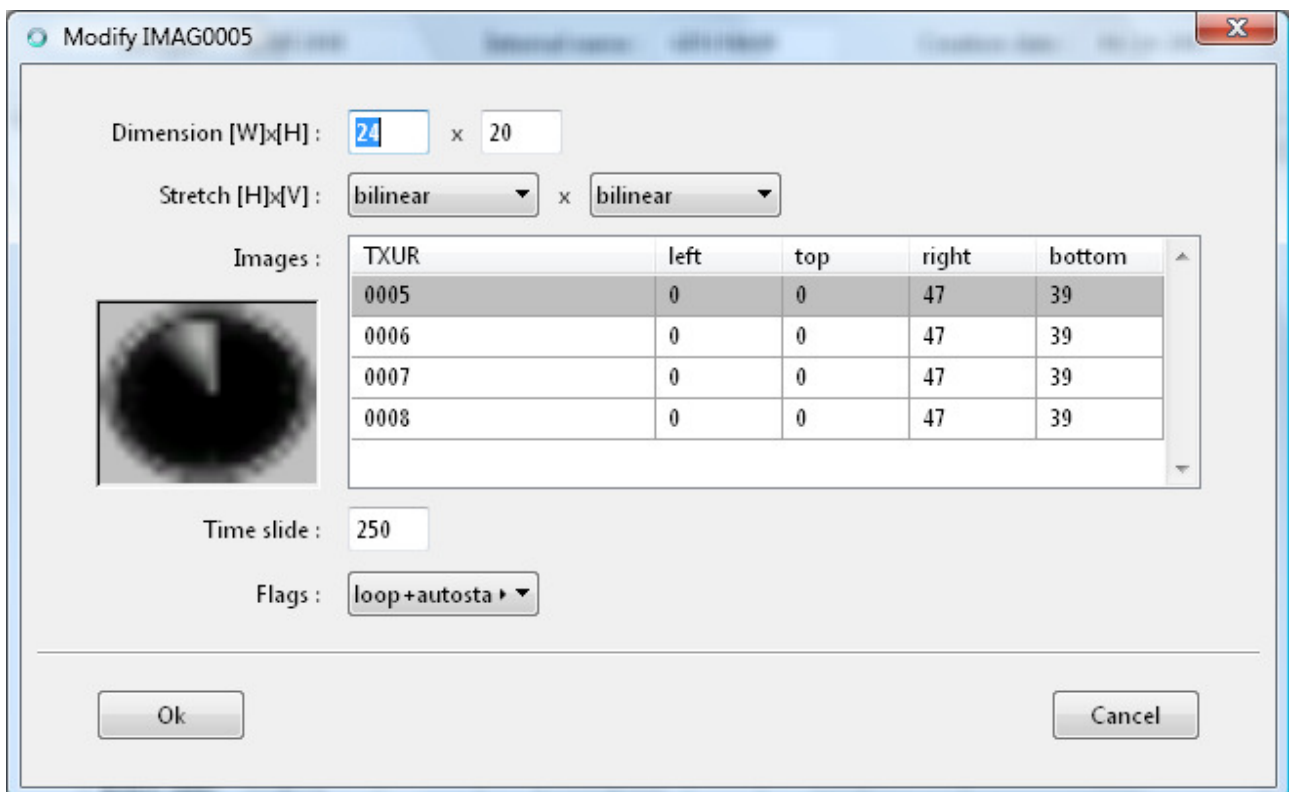 Modify IMAG0005
Dimension [W]x[H] : 24 x 20
Stretch [H]x[V] : bilinear x bilinear
Images : TXUR left top right bottom
0005 0 0 47 39
0006 0 0 47 39
0007 0 0 47 39
0008 0 0 47 39
Time slide : 250
Flags : loop+autosta
Ok Cancel